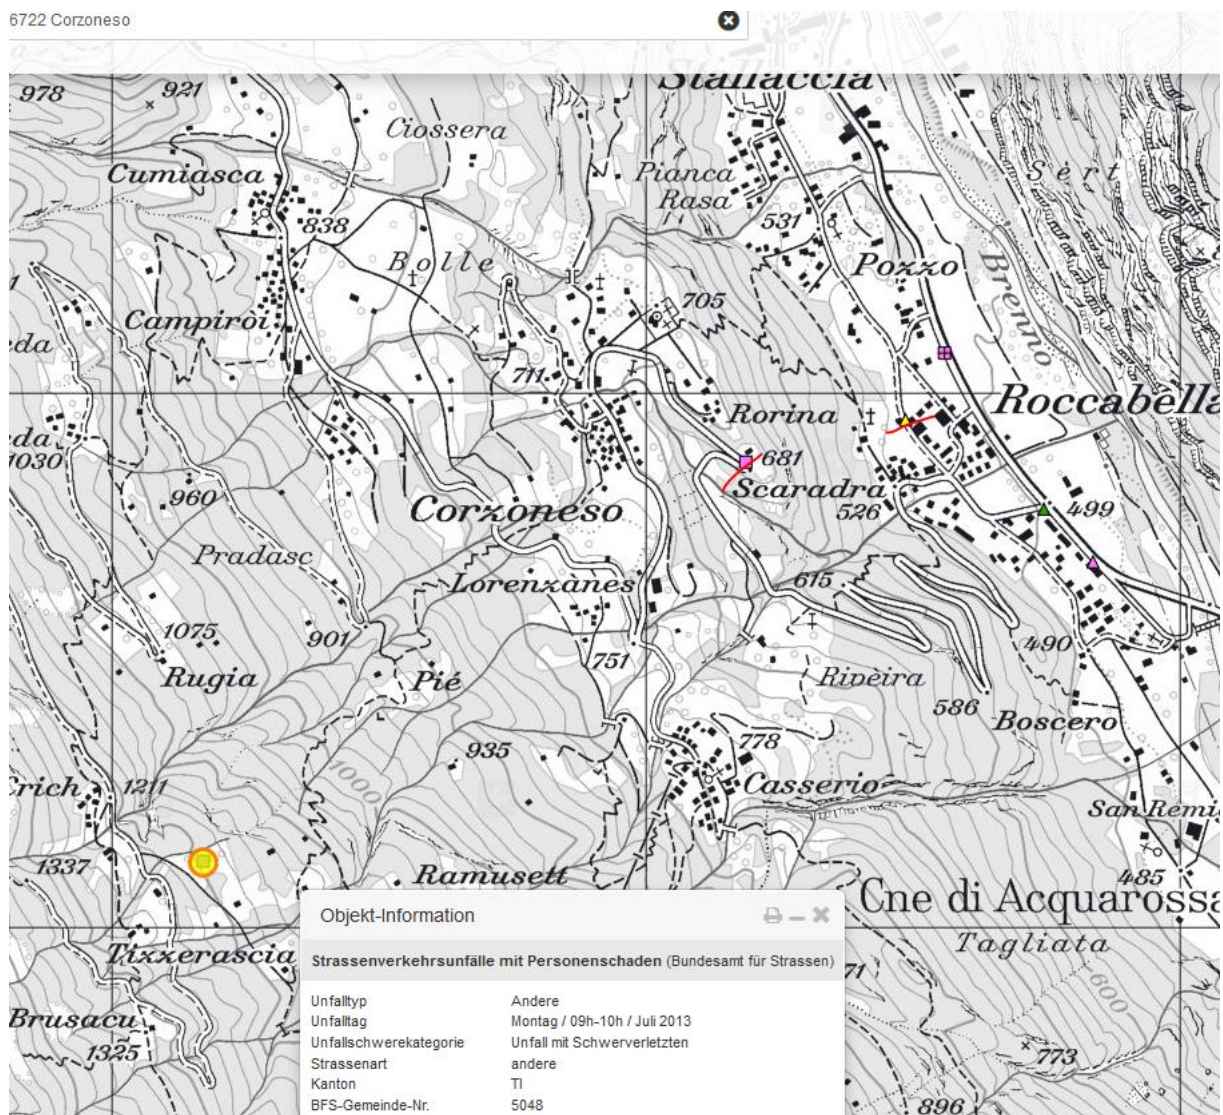 6722 Corzoneso
Stallaccia
978
921
Ciossera
Cumiasca
Pianca
Rasa
Sért
838
531
Bolle
Pozzo
Brenno
705
Campiroi
711
Roccabella
Rorina
1030
681
960
Scaradra
526
499
Corzoneso
Pradasc
Lorenzànes
615
1075
901
751
490
Rugia
Pié
Rivèira
586
Boscero
935
778
1000
Casserio
1211
San Remi
1337
Ramusett
485
Cne di Acquarossa
Tizzerascia
Tagliata
600
Brusacu
1325
773
896
Objekt-Information
Strassenverkehrsunfälle mit Personenschaden (Bundesamt für Strassen)
Unfalltyp Andere
Unfalltag Montag / 09h-10h / Juli 2013
Unfallschwerekategorie Unfall mit Schwerverletzten
Strassenart andere
Kanton TI
BFS-Gemeinde-Nr. 5048